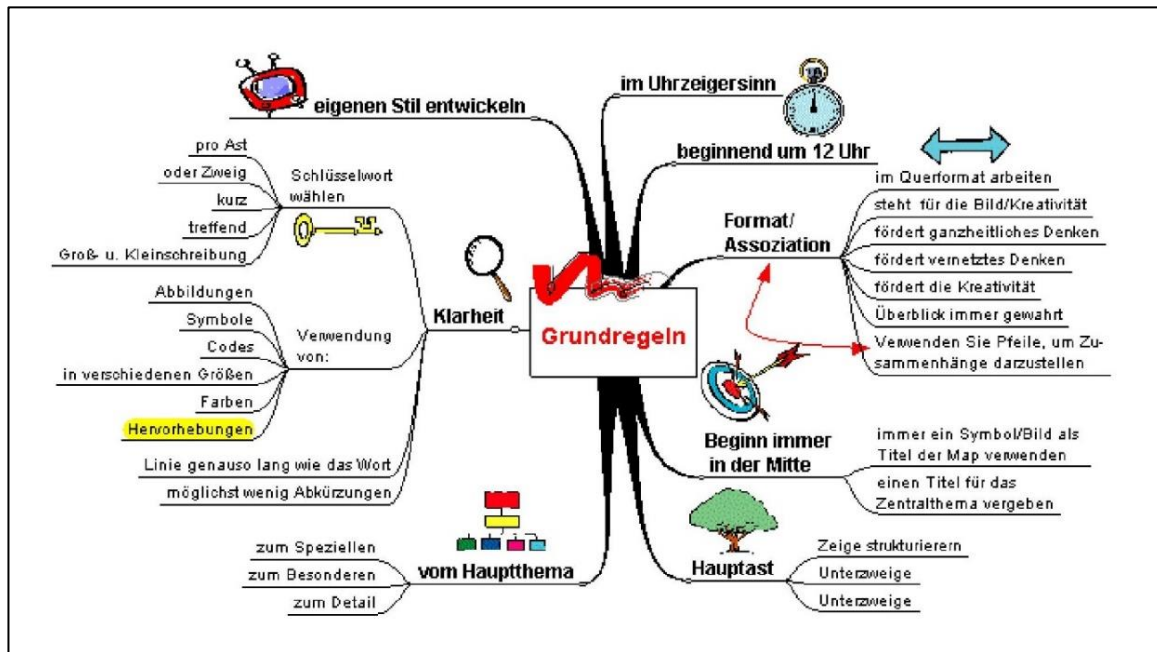 im Uhrzeigersinn
beginnend um 12 Uhr
Format/
Assoziation
im Querformat arbeiten
steht für die Bild/Kreativität
fördert ganzheitliches Denken
fördert vernetztes Denken
fördert die Kreativität
Überblick immer gewahrt
Verwenden Sie Pfeile, um Zu-
sammenhänge darzustellen
Beginn immer
in der Mitte
immer ein Symbol/Bild als
Titel der Map verwenden
einen Titel für das
Zentralthema vergeben
Hauptast
Zeige strukturierern
Unterzweige
Unterzweige
Grundregeln
vom Hauptthema
zum Speziellen
zum Besonderen
zum Detail
Klarheit
Schlüsselwort
wählen
pro Ast
oder Zweig
kurz
treffend
Groß- u. Kleinschreibung
Verwendung
von:
Abbildungen
Symbole
Codes
in verschiedenen Größen
Farben
Hervorhebungen
Linie genauso lang wie das Wort
möglichst wenig Abkürzungen
eigenen Stil entwickeln